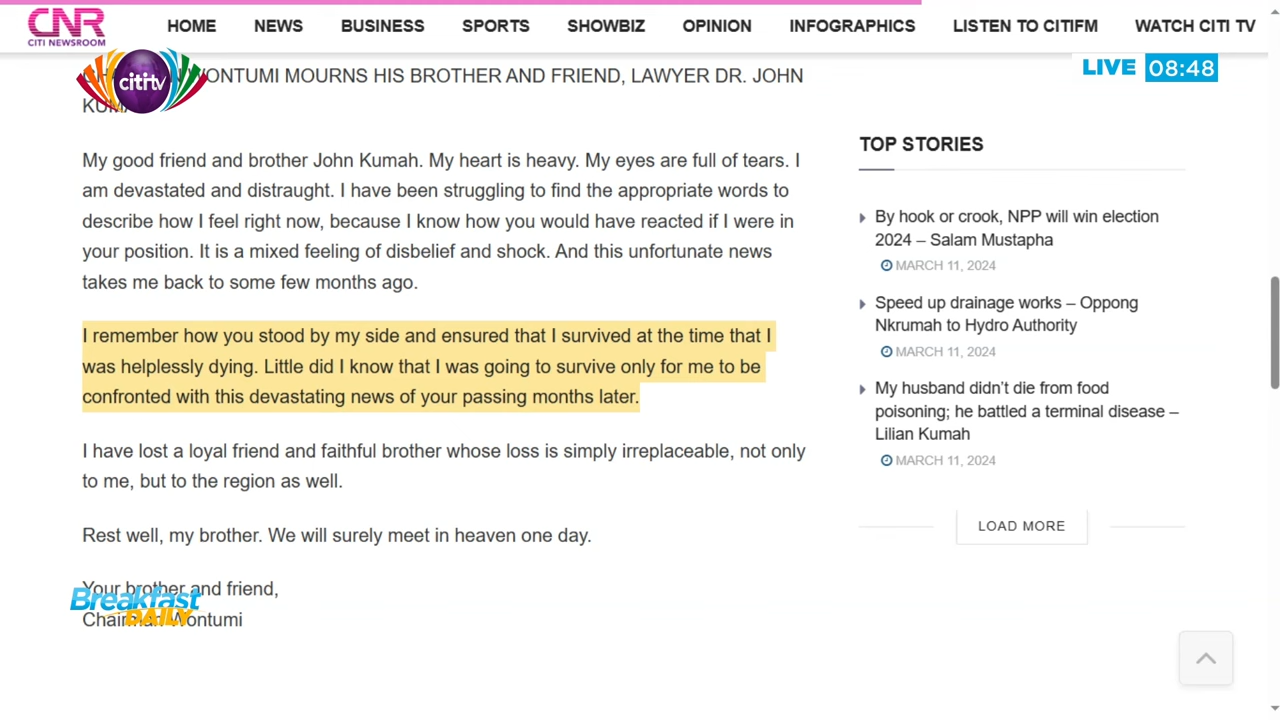 CNR
CITI NEWSROOM
HOME
NEWS
BUSINESS
SPORTS
SHOWBIZ
OPINION
INFOGRAPHICS
LISTEN TO CITIFM
WATCH CITI TV
citi tv
LIVE 08:48
WONTUMI MOURNS HIS BROTHER AND FRIEND, LAWYER DR. JOHN
My good friend and brother John Kumah. My heart is heavy. My eyes are full of tears. I
am devastated and distraught. I have been struggling to find the appropriate words to
describe how I feel right now, because I know how you would have reacted if I were in
your position. It is a mixed feeling of disbelief and shock. And this unfortunate news
takes me back to some few months ago.
I remember how you stood by my side and ensured that I survived at the time that I
was helplessly dying. Little did I know that I was going to survive only for me to be
confronted with this devastating news of your passing months later.
I have lost a loyal friend and faithful brother whose loss is simply irreplaceable, not only
to me, but to the region as well.
Rest well, my brother. We will surely meet in heaven one day.
Your brother and friend,
Breakfast
DAILY
Chairman Wontumi
TOP STORIES
By hook or crook, NPP will win election
2024 – Salam Mustapha
MARCH 11, 2024
Speed up drainage works – Oppong
Nkrumah to Hydro Authority
MARCH 11, 2024
My husband didn’t die from food
poisoning; he battled a terminal disease –
Lilian Kumah
MARCH 11, 2024
LOAD MORE